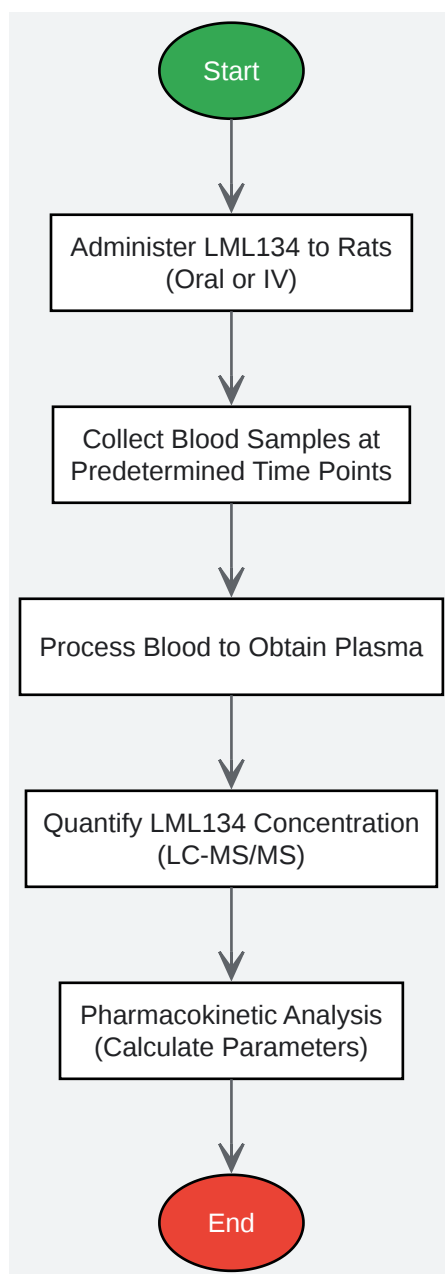 Start
Administer LML134 to Rats
(Oral or IV)
Collect Blood Samples at
Predetermined Time Points
Process Blood to Obtain Plasma
Quantify LML134 Concentration
(LC-MS/MS)
Pharmacokinetic Analysis
(Calculate Parameters)
End